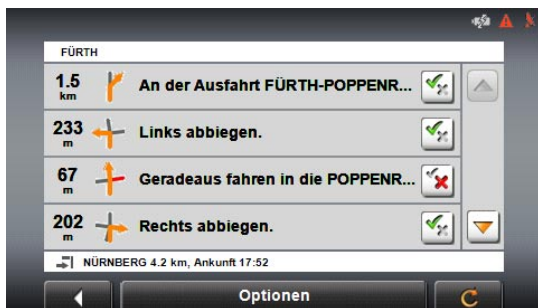 FÜRTH
1.5 km An der Ausfahrt FÜRTH-POPPENR...
233 m Links abbiegen.
67 m Geradeaus fahren in die POPPENR...
202 m Rechts abbiegen.
NÜRNBERG 4.2 km, Ankunft 17:52
Optionen